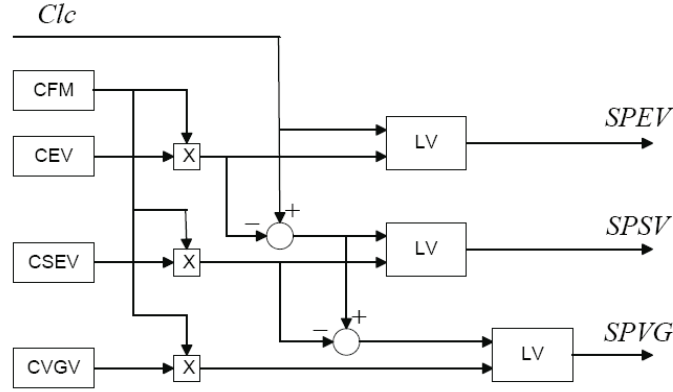 Clc
CFM
SPEV
LV
CEV
X
− +
SPSV
LV
CSEV
X
− +
SPVG
LV
CVGV
X